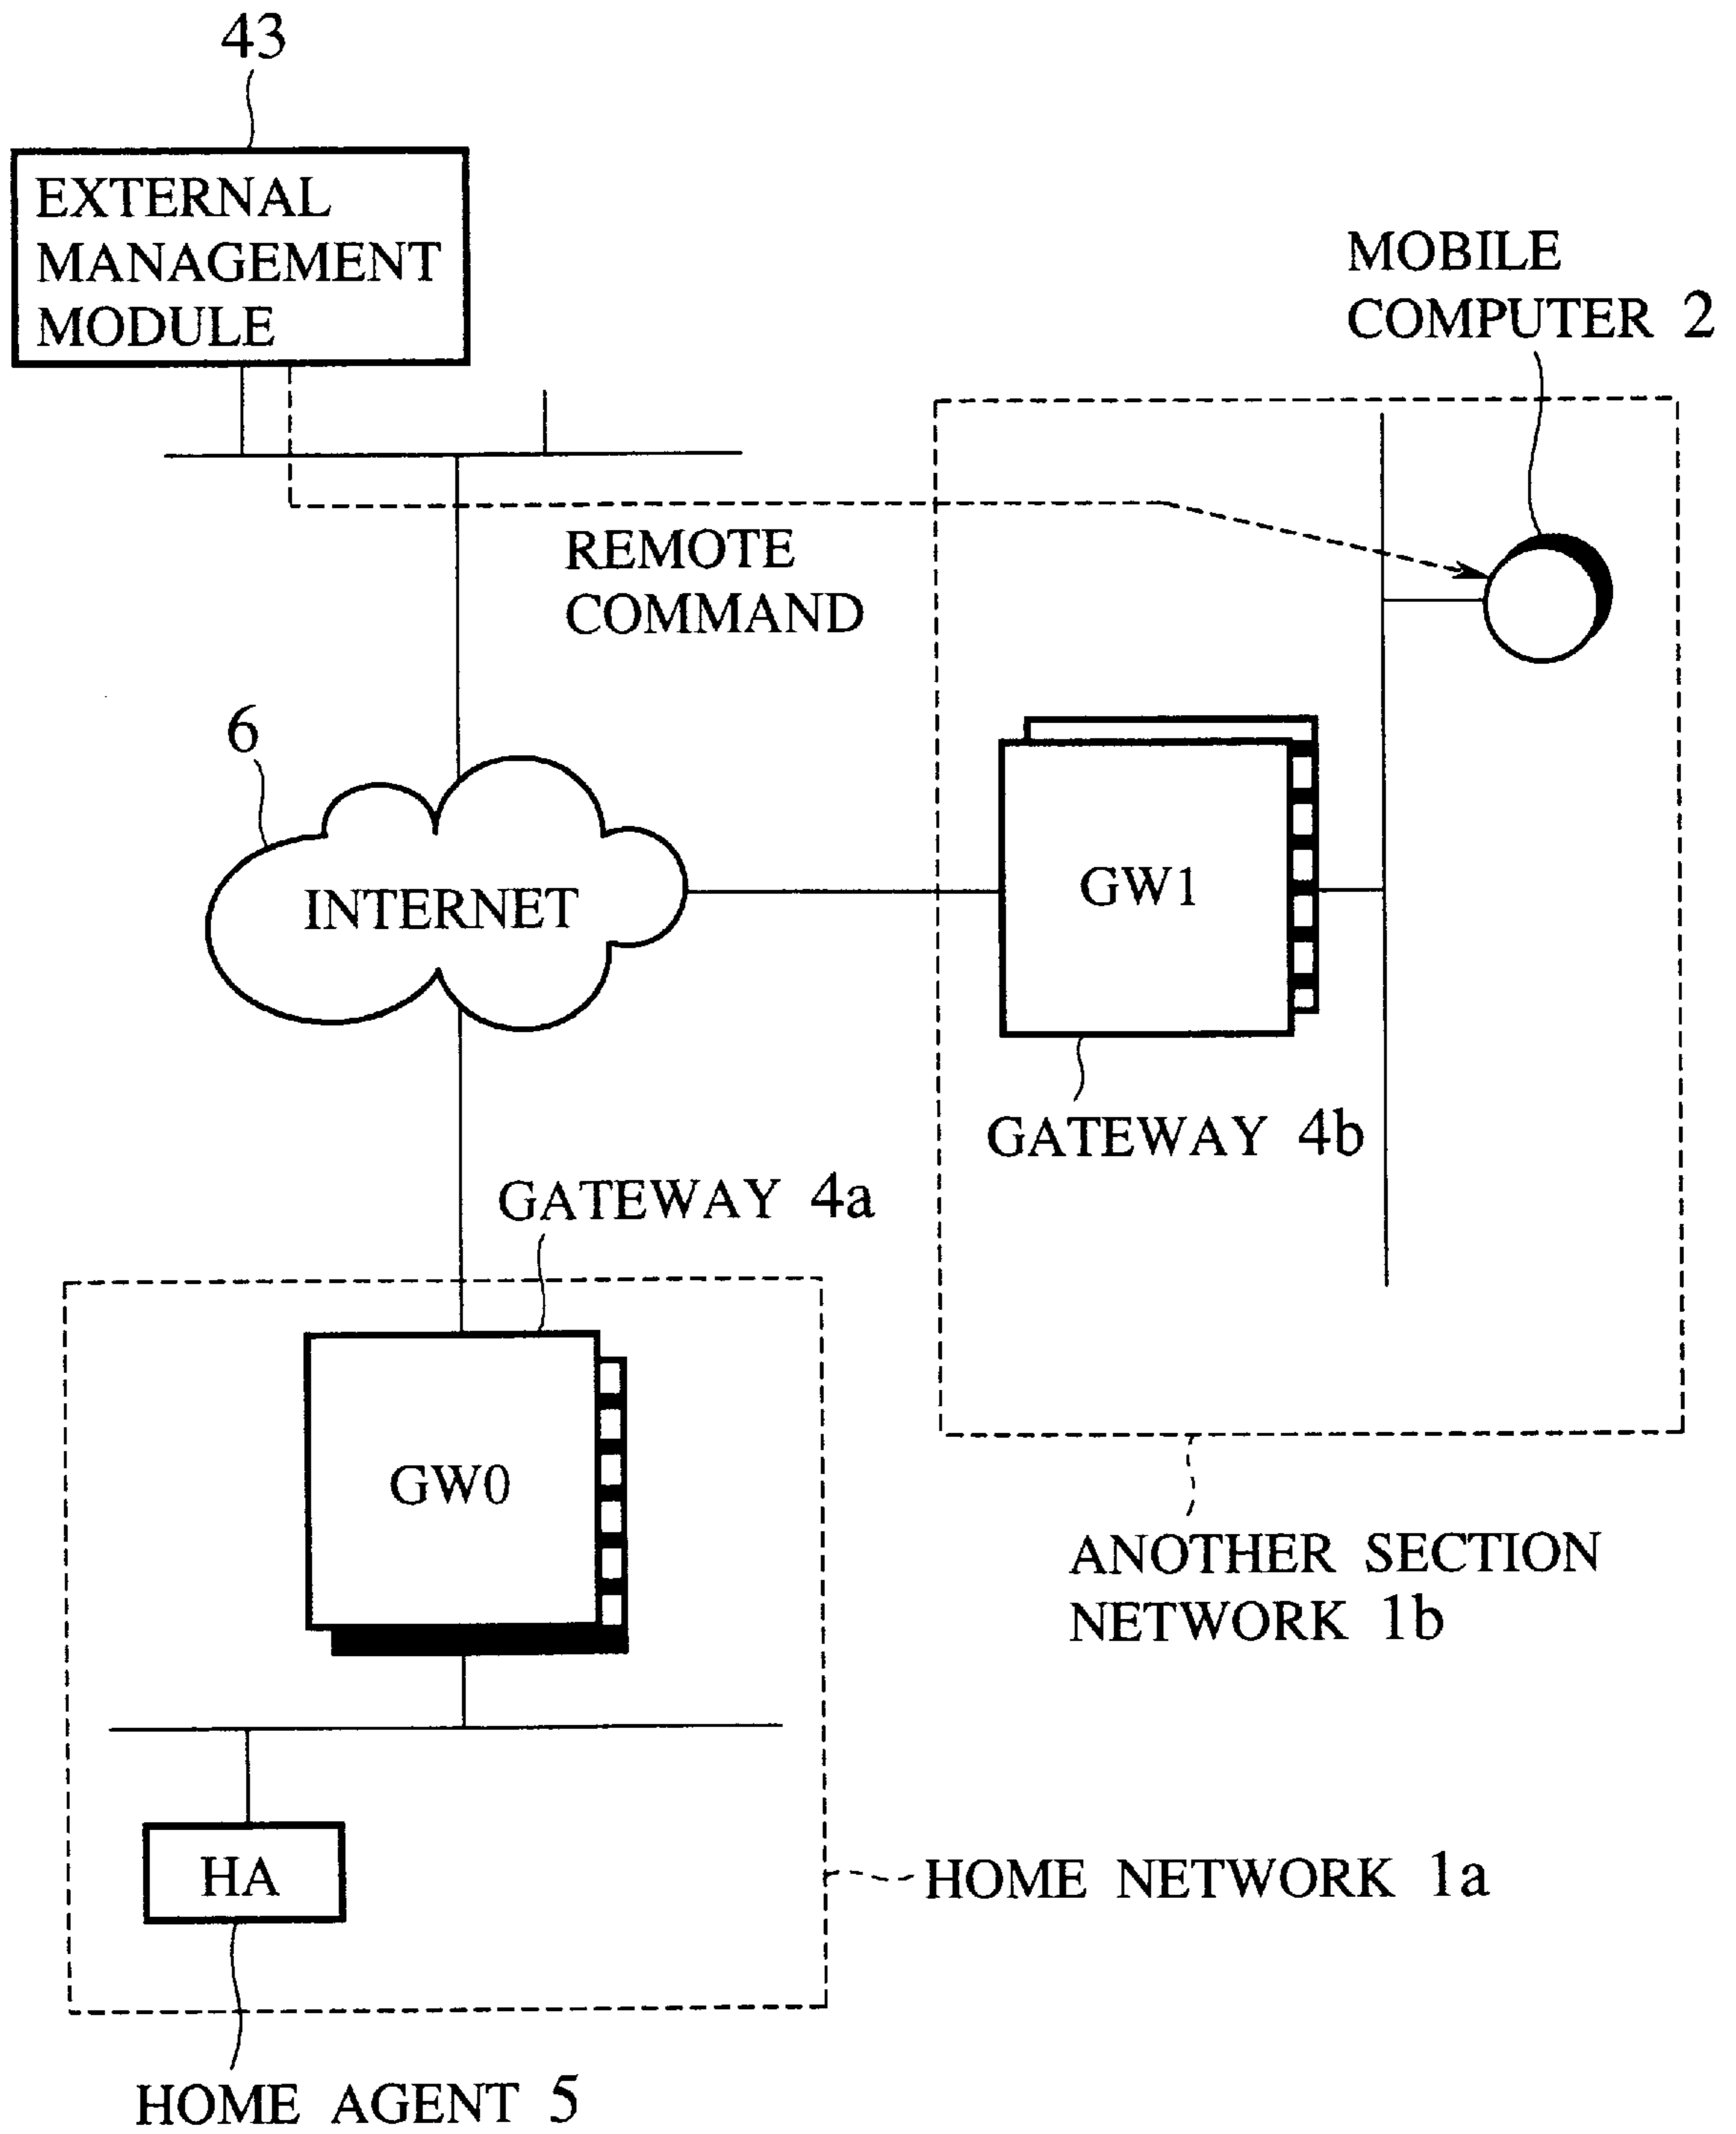 43
EXTERNAL
MANAGEMENT
MODULE
MOBILE
COMPUTER 2
REMOTE
COMMAND
6
INTERNET
GW1
GATEWAY 4b
GATEWAY 4a
GW0
ANOTHER SECTION
NETWORK 1b
HA
HOME NETWORK 1a
HOME AGENT 5